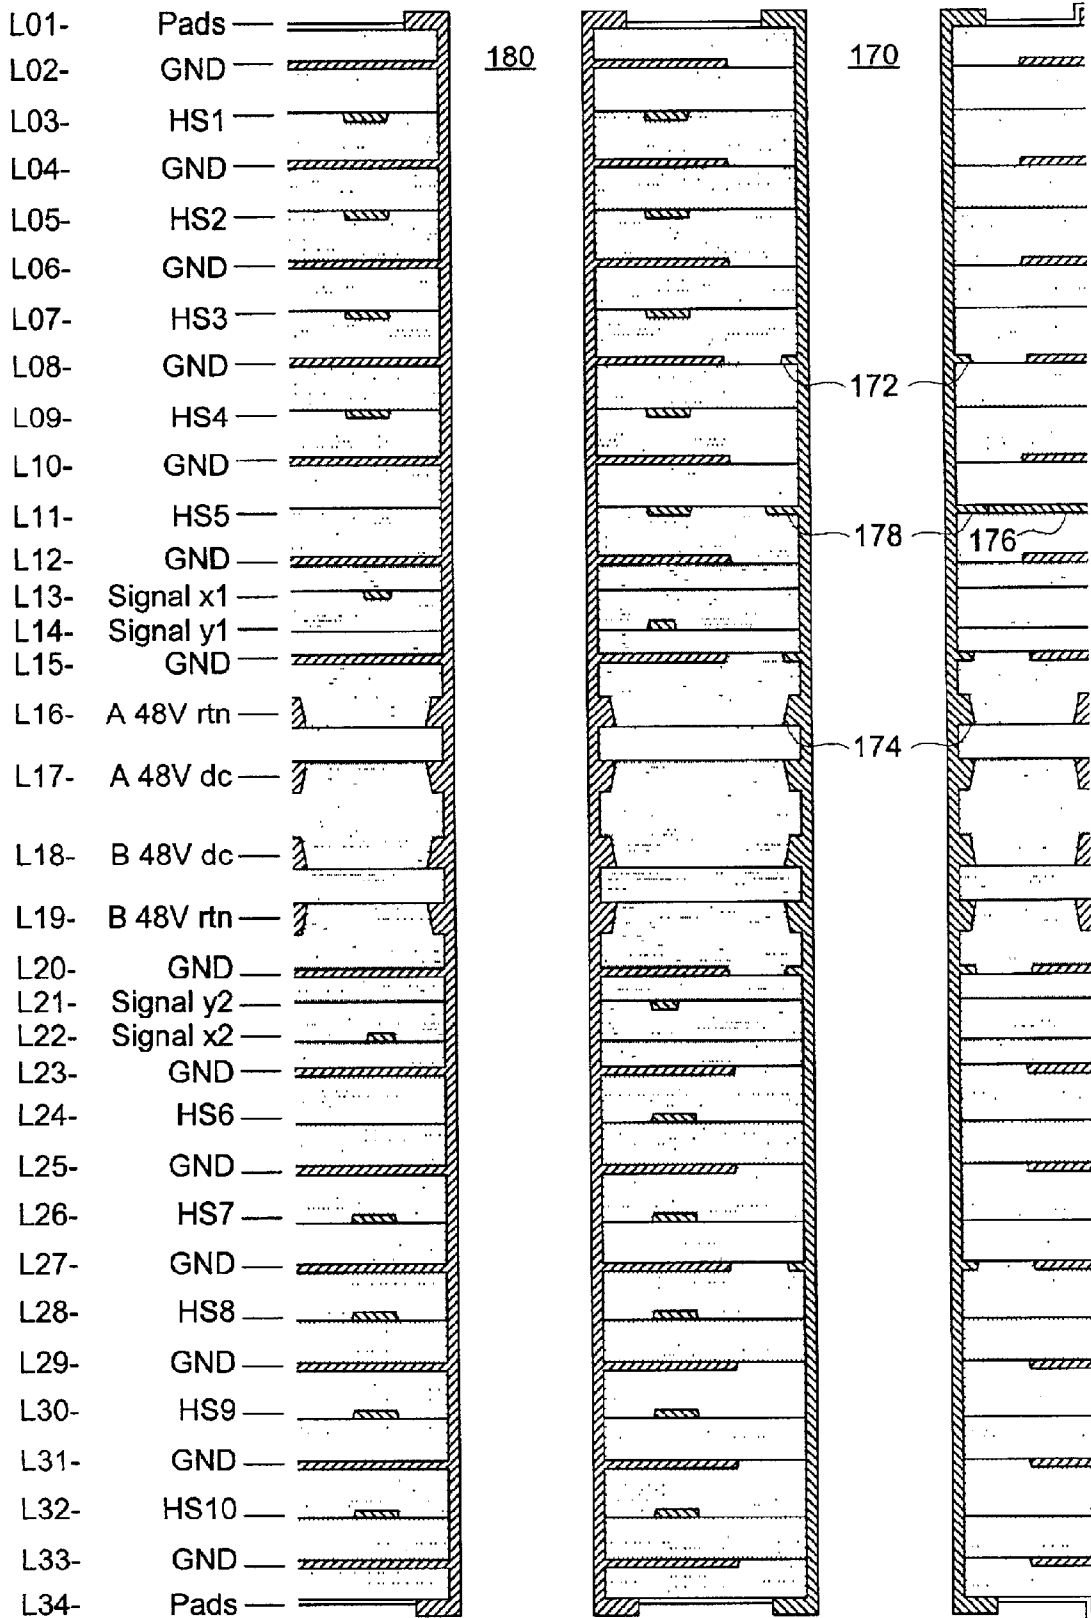 L01- Pads
180
170
L02- GND
L03- HS1
L04- GND
L05- HS2
L06- GND
L07- HS3
L08- GND
172
L09- HS4
L10- GND
L11- HS5
178
176
L12- GND
L13- Signal x1
L14- Signal y1
L15- GND
L16- A 48V rtn
174
L17- A 48V dc
L18- B 48V dc
L19- B 48V rtn
L20- GND
L21- Signal y2
L22- Signal x2
L23- GND
L24- HS6
L25- GND
L26- HS7
L27- GND
L28- HS8
L29- GND
L30- HS9
L31- GND
L32- HS10
L33- GND
L34- Pads